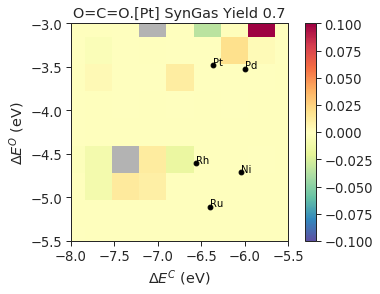 O=C=O.[Pt] SynGas Yield 0.7
−3.0
−3.5
−4.0
−4.5
−5.0
−5.5
ΔE^O (eV)
Pt
Pd
Rh
Ni
Ru
−8.0 −7.5 −7.0 −6.5 −6.0 −5.5
ΔE^C (eV)
0.100
0.075
0.050
0.025
0.000
−0.025
−0.050
−0.075
−0.100